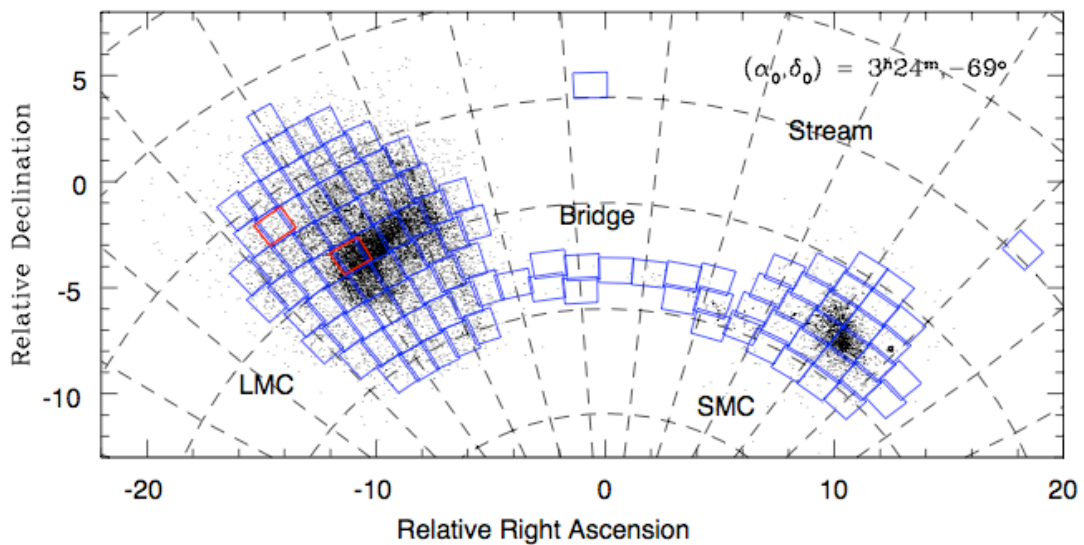 (α₀,δ₀) = 3ʰ24ᵐ,−69°
5
Stream
0
Bridge
Relative Declination
-5
LMC
SMC
-10
-20
-10
0
10
20
Relative Right Ascension